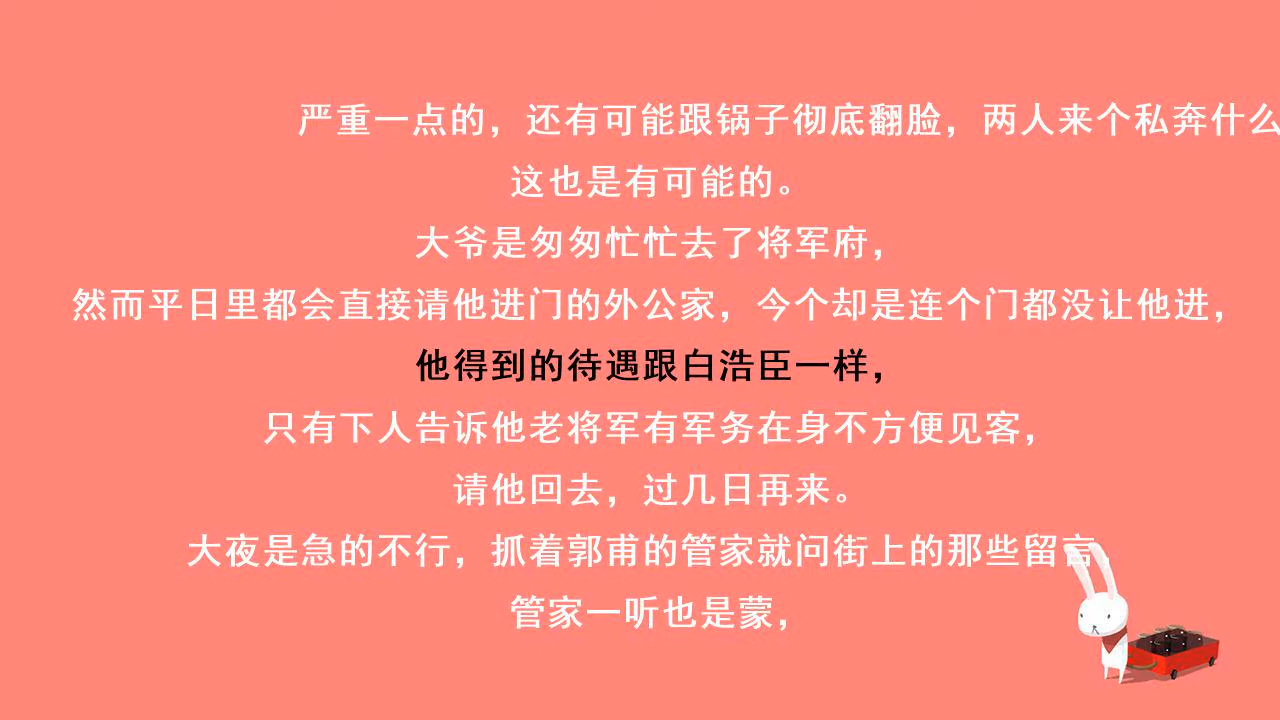 严重一点的，还有可能跟锅子彻底翻脸，两人来个私奔什么
这也是有可能的。
大爷是匆匆忙忙去了将军府，
然而平日里都会直接请他进门的外公家，今个却是连个门都没让他进，
他得到的待遇跟白浩臣一样，
只有下人告诉他老将军有军务在身不方便见客，
请他回去，过几日再来。
大夜是急的不行，抓着郭甫的管家就问街上的那些留言，
管家一听也是蒙，